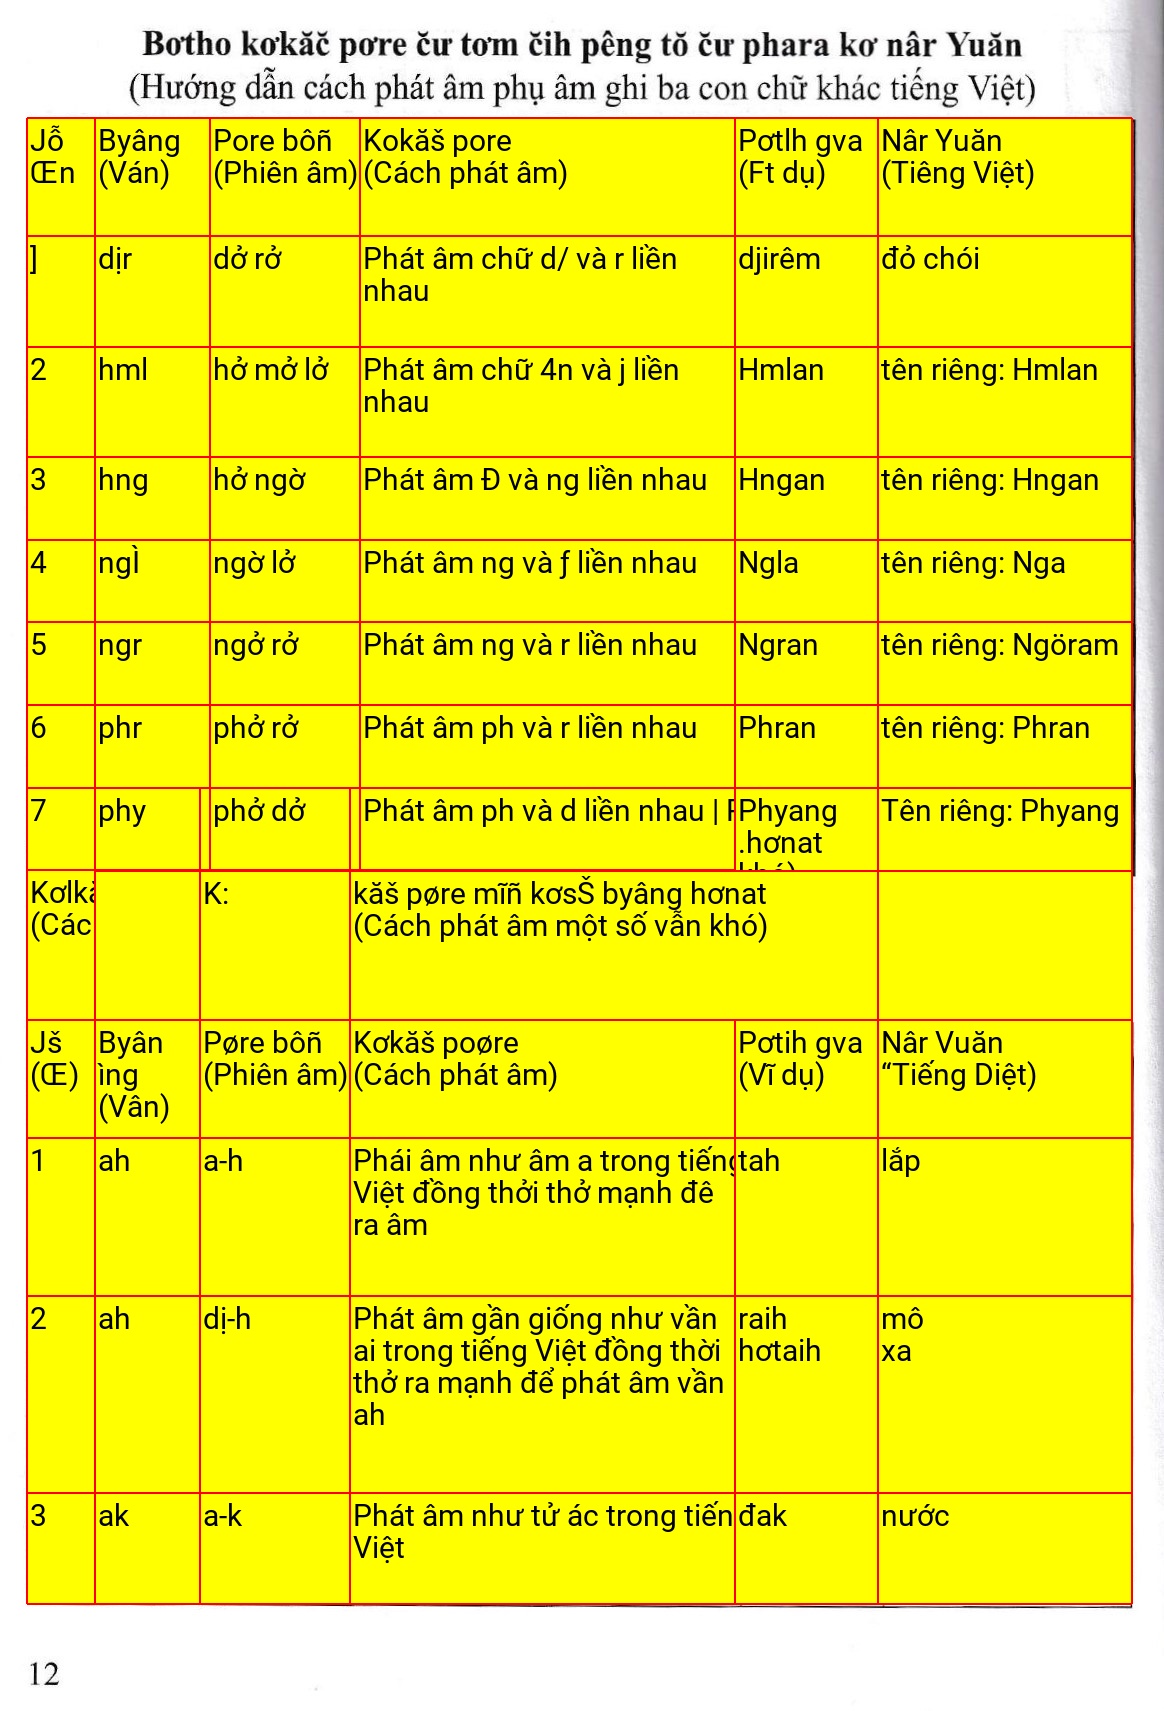 Bơtho kơkăč pơre čư tơm čih pêng tŏ čư phara kơ nâr Yuăn
(Hướng dẫn cách phát âm phụ âm ghi ba con chữ khác tiếng Việt)
Jỗ Byâng Pore bôñ Kokăš pore Pơtlh gva Nâr Yuăn
Œn (Ván) (Phiên âm) (Cách phát âm) (Ft dụ) (Tiêng Việt)
] dịr dở rở Phát âm chữ d/ và r liền djirêm đỏ chói
nhau
2 hml hở mở lở Phát âm chữ 4n và j liền Hmlan tên riêng: Hmlan
nhau
3 hng hở ngờ Phát âm Đ và ng liền nhau Hngan tên riêng: Hngan
4 ngÌ ngờ lở Phát âm ng và ƒ liền nhau Ngla tên riêng: Nga
5 ngr ngở rở Phát âm ng và r liền nhau Ngran tên riêng: Ngöram
6 phr phở rở Phát âm ph và r liền nhau Phran tên riêng: Phran
7 phy phở dở Phát âm ph và d liền nhau | Phyang Tên riêng: Phyang
.hơnat
Kơlk K: kăš pøre mĩñ kơsŠ byâng hơnat
(Các (Cách phát âm một số vẫn khó)
Jš Byân Pøre bôñ Kơkăš poøre Pơtih gva Nâr Vuăn
(Œ) ìng (Phiên âm) (Cách phát âm) (Vĩ dụ) “Tiếng Diệt)
(Vân)
1 ah a-h Phái âm như âm a trong tiếng tah lắp
Việt đồng thởi thở mạnh đê
ra âm
2 ah dị-h Phát âm gần giống như vần raih mô
ai trong tiếng Việt đồng thời hơtaih xa
thở ra mạnh để phát âm vần
ah
3 ak a-k Phát âm như tử ác trong tiến đak nước
Việt
12